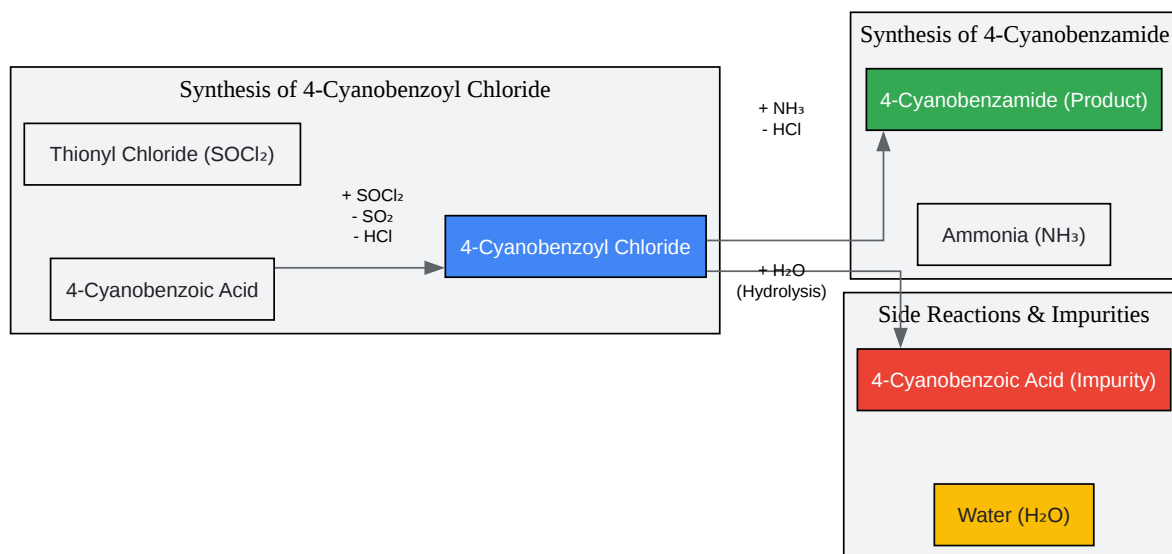 Synthesis of 4-Cyanobenzoyl Chloride
Thionyl Chloride (SOCl₂)
+ SOCl₂
- SO₂
- HCl
4-Cyanobenzoyl Chloride
4-Cyanobenzoic Acid
+ NH₃
- HCl
+ H₂O
(Hydrolysis)
Synthesis of 4-Cyanobenzamide
4-Cyanobenzamide (Product)
Ammonia (NH₃)
Side Reactions & Impurities
4-Cyanobenzoic Acid (Impurity)
Water (H₂O)